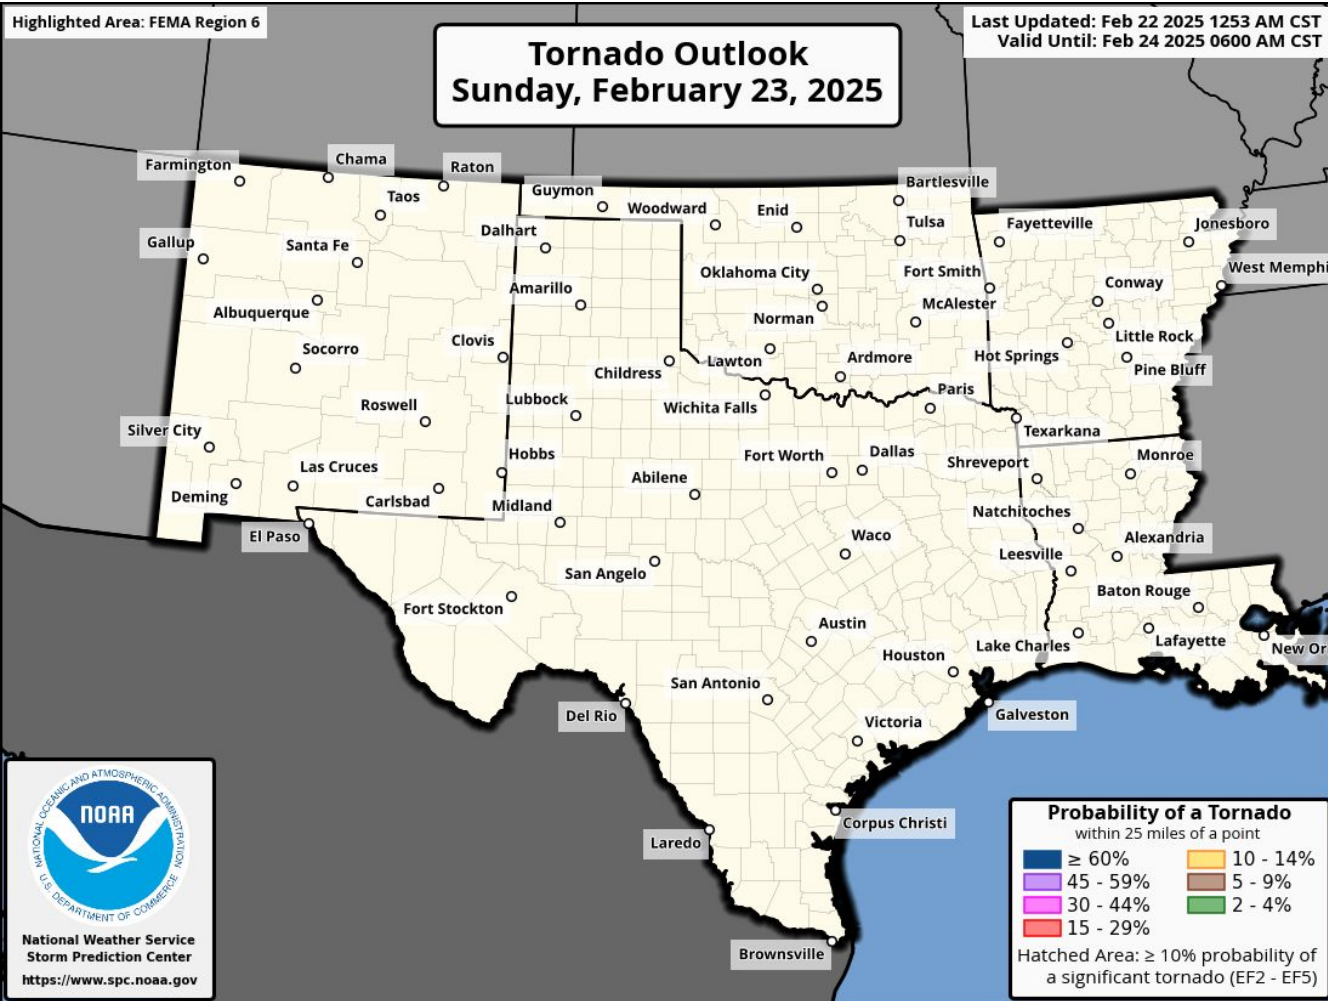 Highlighted Area: FEMA Region 6
Last Updated: Feb 22 2025 1253 AM CST
Valid Until: Feb 24 2025 0600 AM CST
Tornado Outlook
Sunday, February 23, 2025
Farmington
Chama
Raton
Taos
Guymon
Woodward
Enid
Bartlesville
Tulsa
Fayetteville
Jonesboro
Gallup
Santa Fe
Dalhart
Oklahoma City
Fort Smith
West Memphi
Amarillo
Conway
Albuquerque
Norman
McAlester
Socorro
Clovis
Childress
Lawton
Ardmore
Hot Springs
Little Rock
Pine Bluff
Roswell
Lubbock
Wichita Falls
Paris
Texarkana
Silver City
Las Cruces
Hobbs
Abilene
Fort Worth
Dallas
Shreveport
Monroe
Deming
Carlsbad
Midland
Natchitoches
El Paso
Waco
Alexandria
San Angelo
Leesville
Fort Stockton
Baton Rouge
Austin
Lake Charles
Lafayette
New Or
Houston
San Antonio
Del Rio
Victoria
Galveston
Corpus Christi
Laredo
Brownsville
NATIONAL OCEANIC AND ATMOSPHERIC ADMINISTRATION
NOAA
U.S. DEPARTMENT OF COMMERCE
National Weather Service
Storm Prediction Center
https://www.spc.noaa.gov
Probability of a Tornado
within 25 miles of a point
≥ 60%
10 - 14%
45 - 59%
5 - 9%
30 - 44%
2 - 4%
15 - 29%
Hatched Area: ≥ 10% probability of
a significant tornado (EF2 - EF5)